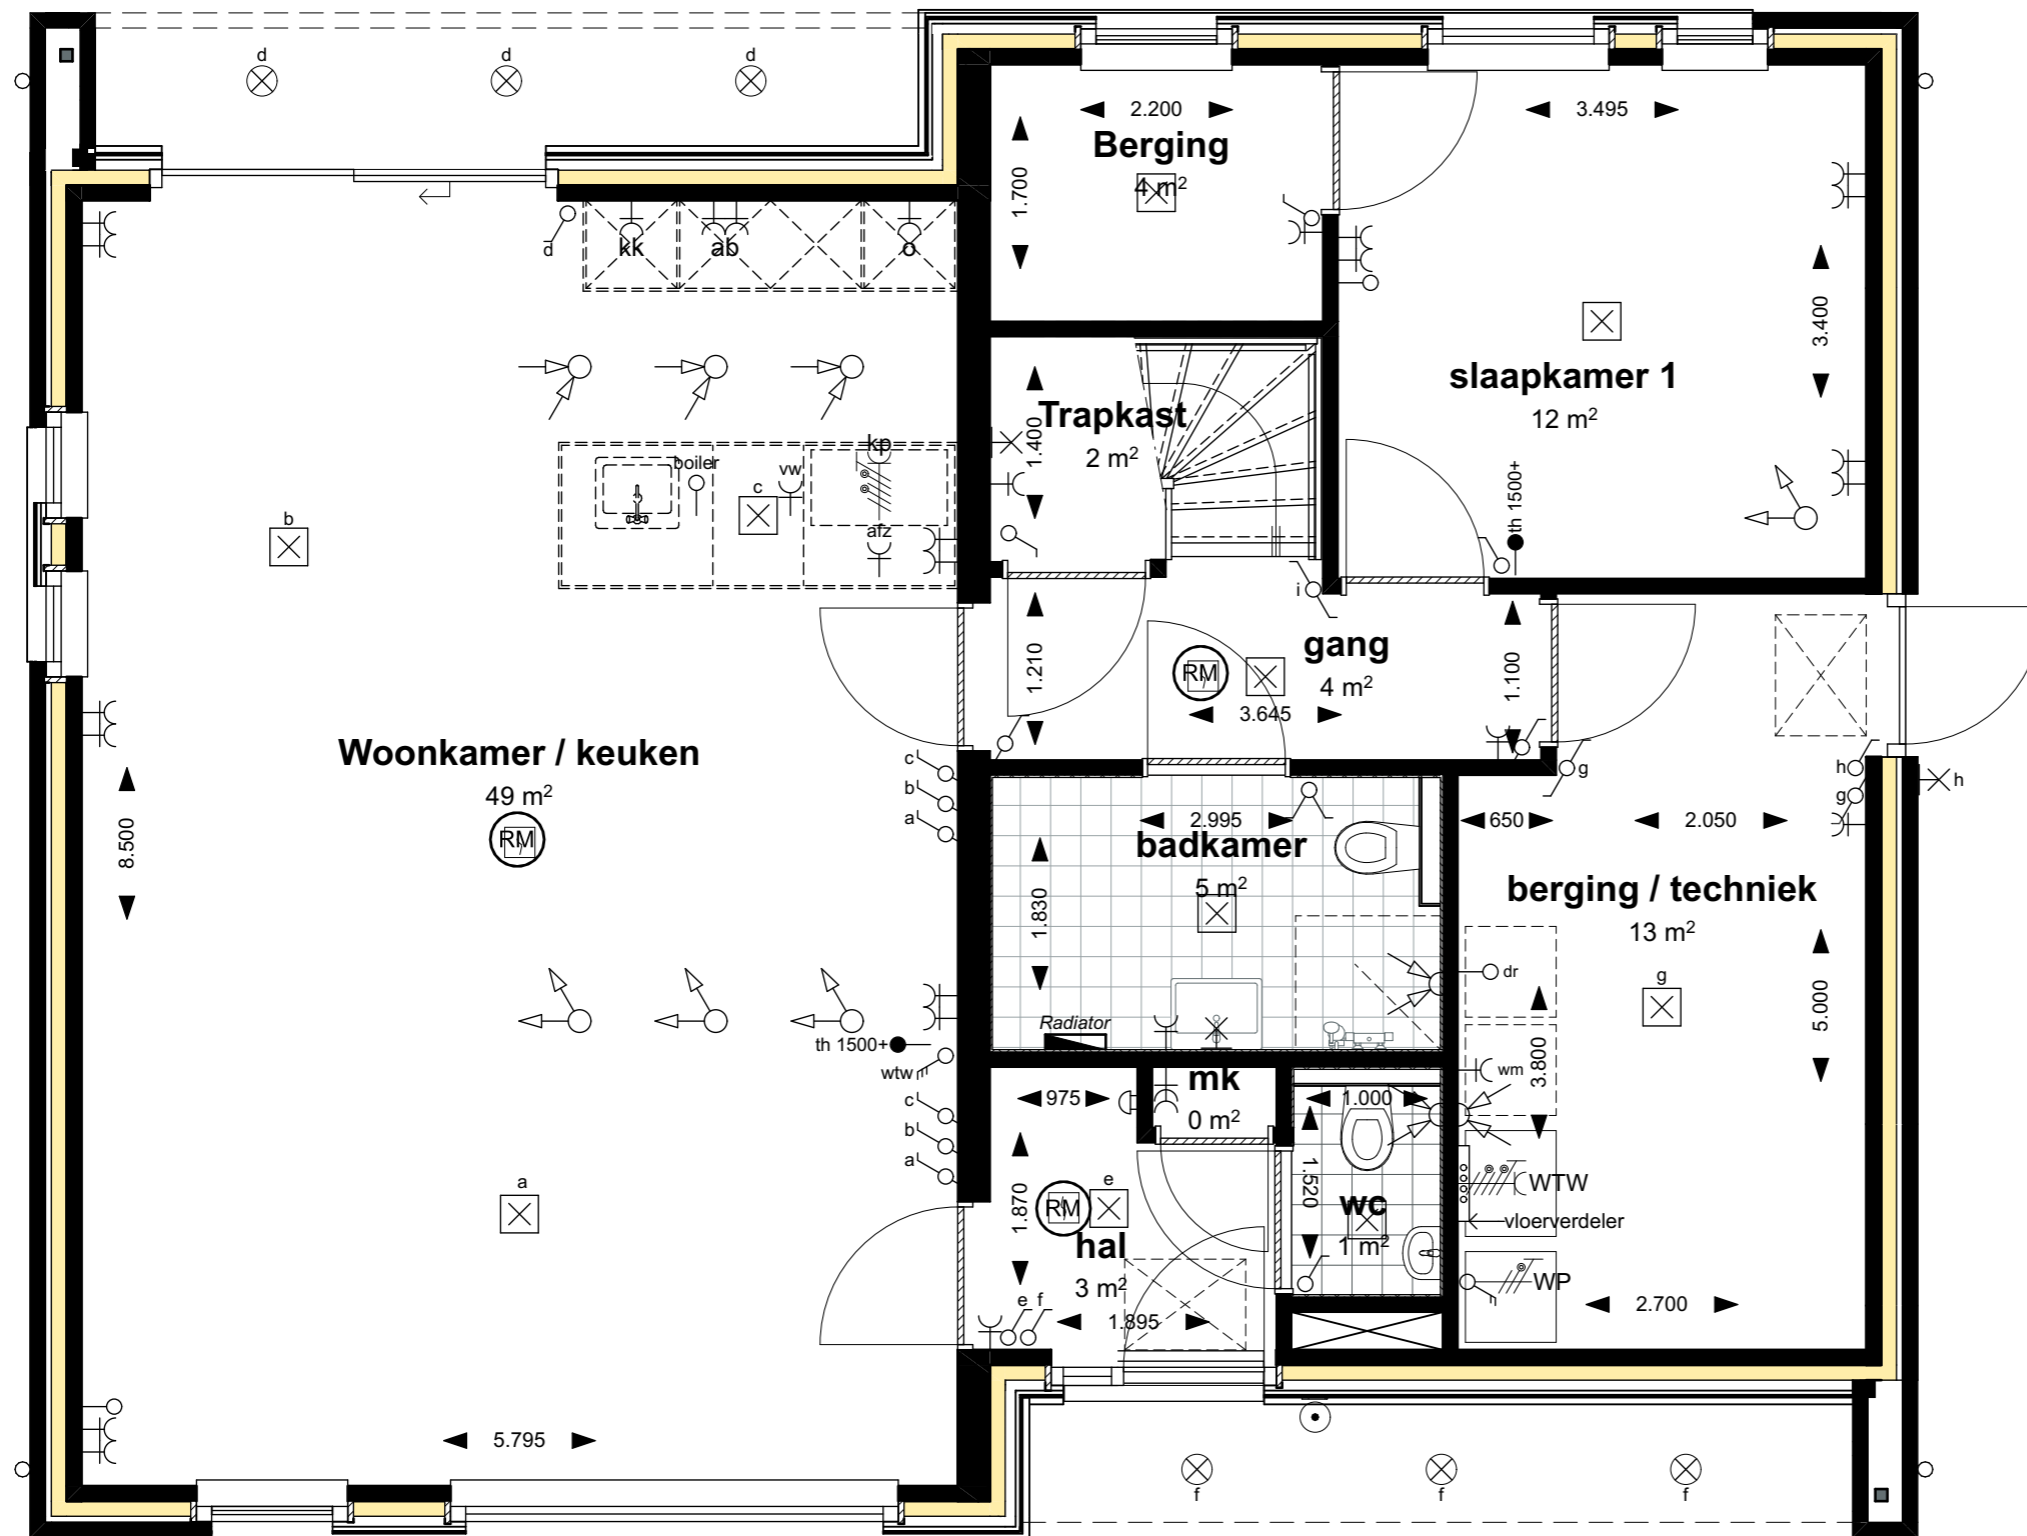 d d d
2.200
Berging
4 m²
1.700
3.495
d
kk
ab
o
3.400
slaapkamer 1
12 m²
Trapkast
2 m²
1.400
kp
boiler
vw
c
afz
b
th 1500+
i
gang
4 m²
1.210
1.100
RM
3.645
Woonkamer / keuken
49 m²
RM
8.500
c
b
a
g
h
h
g
2.995
badkamer
5 m²
1.830
650
2.050
berging / techniek
13 m²
g
dr
5.000
3.800
Radiator
th 1500+
wtw
c
b
a
mk
0 m²
975
1.000
wm
1.870
1.520
RM
e
hal
3 m²
wc
1 m²
WTW
vloerverdeler
WP
a
e f
1.895
2.700
5.795
f f f